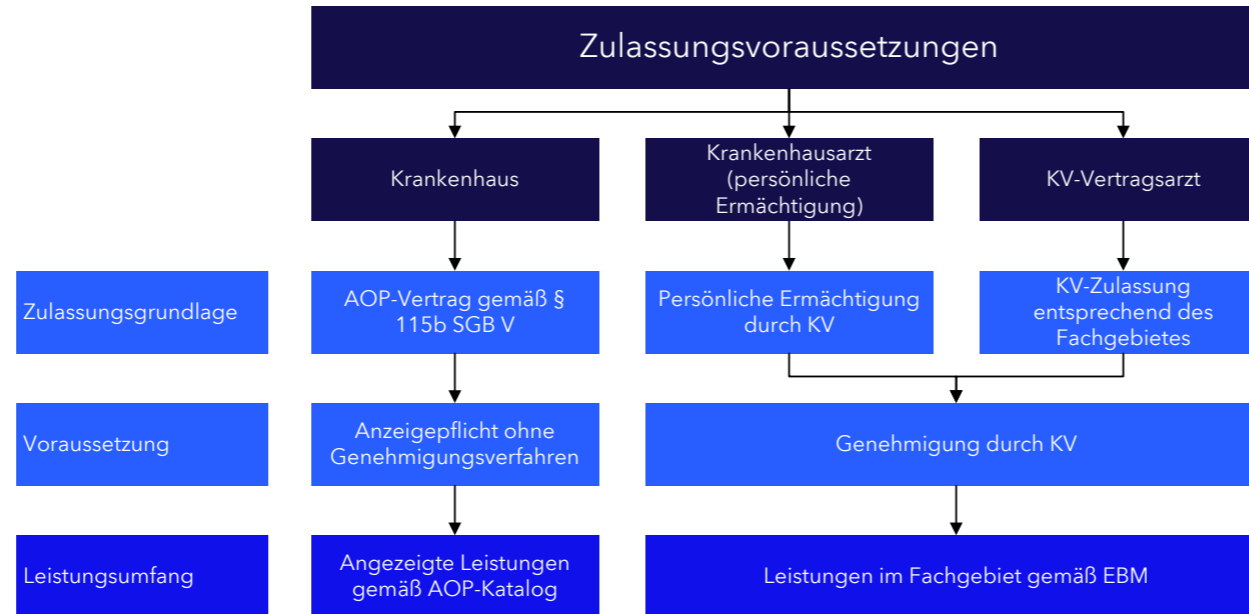 Zulassungsvoraussetzungen
Krankenhaus
Krankenhausarzt
(persönliche
Ermächtigung)
KV-Vertragsarzt
Zulassungsgrundlage
AOP-Vertrag gemäß §
115b SGB V
Persönliche Ermächtigung
durch KV
KV-Zulassung
entsprechend des
Fachgebietes
Voraussetzung
Anzeigepflicht ohne
Genehmigungsverfahren
Genehmigung durch KV
Leistungsumfang
Angezeigte Leistungen
gemäß AOP-Katalog
Leistungen im Fachgebiet gemäß EBM